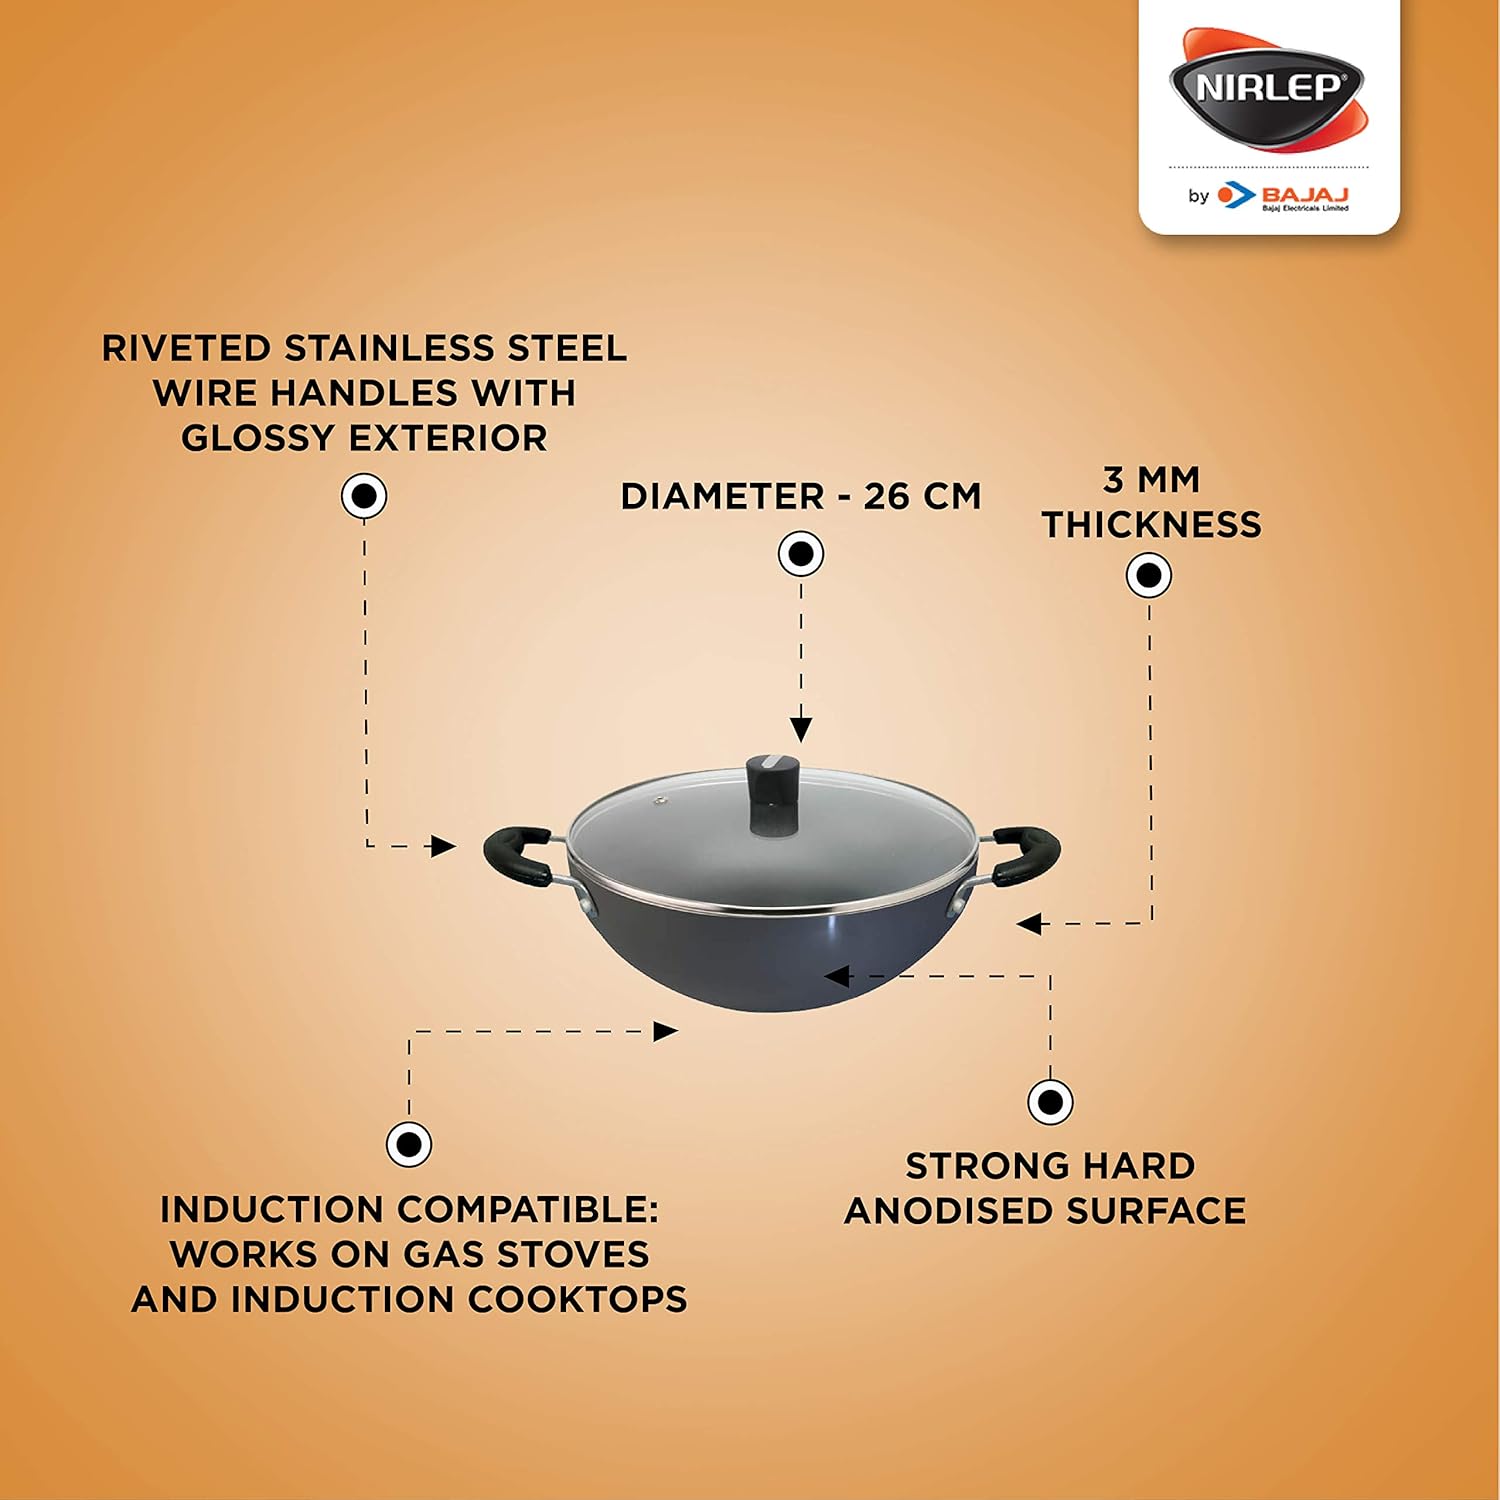 NIRLEP®
by BAJAJ
Bajaj Electricals Limited
RIVETED STAINLESS STEEL
WIRE HANDLES WITH
GLOSSY EXTERIOR
DIAMETER - 26 CM
3 MM
THICKNESS
STRONG HARD
ANODISED SURFACE
INDUCTION COMPATIBLE:
WORKS ON GAS STOVES
AND INDUCTION COOKTOPS